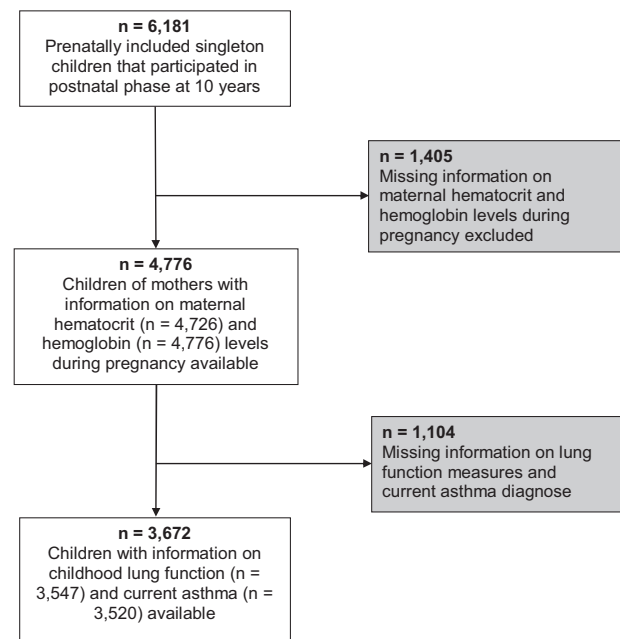 n = 6,181
Prenatally included singleton
children that participated in
postnatal phase at 10 years
n = 1,405
Missing information on
maternal hematocrit and
hemoglobin levels during
pregnancy excluded
n = 4,776
Children of mothers with
information on maternal
hematocrit (n = 4,726) and
hemoglobin (n = 4,776) levels
during pregnancy available
n = 1,104
Missing information on lung
function measures and
current asthma diagnose
n = 3,672
Children with information on
childhood lung function (n =
3,547) and current asthma (n =
3,520) available